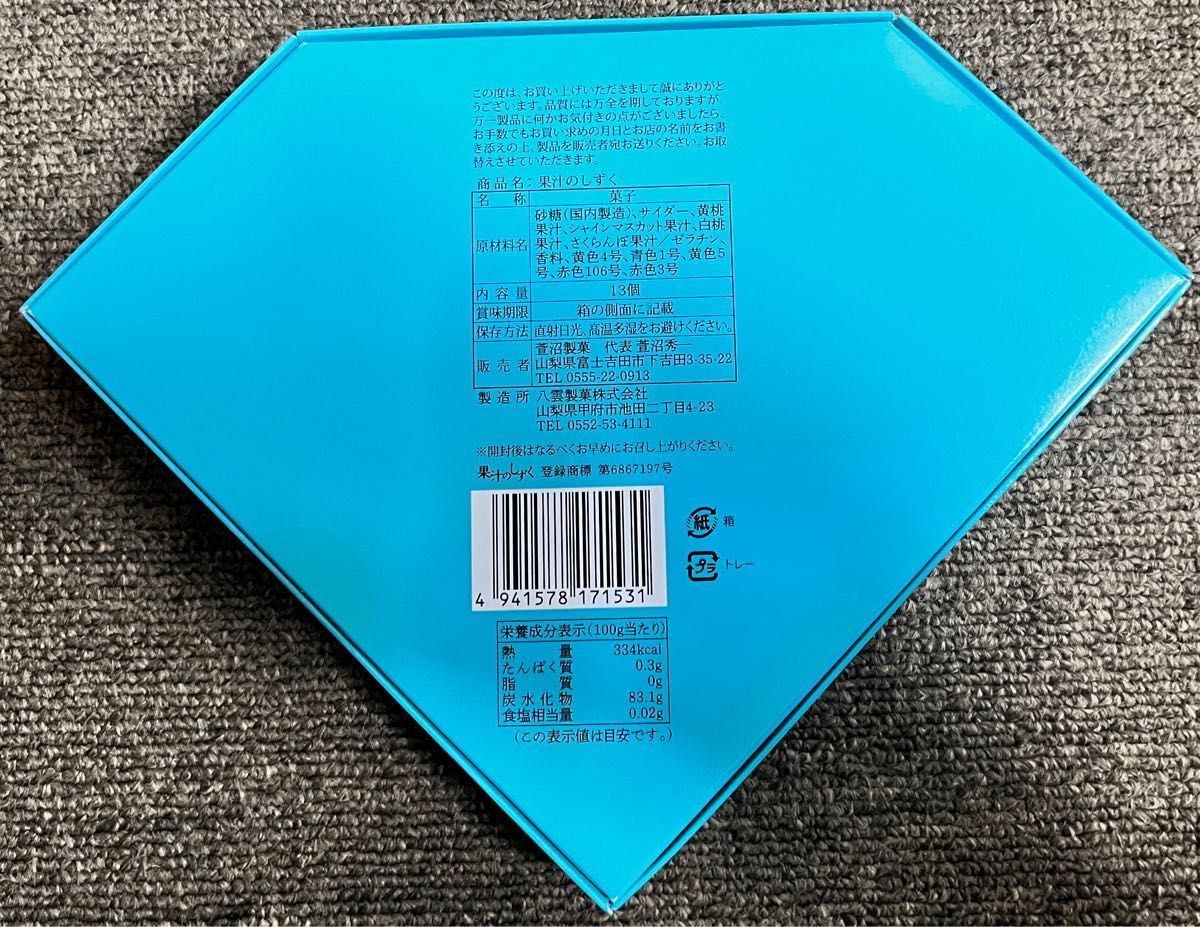 この度は、お買い上げいただきまして誠にありがと
うございます。品質には万全を期しておりますが、
万一製品に何かお気付きの点がございましたら、
お手数でもお買い求めの月日とお店の名前をお書
き添えの上、製品を販売者宛お送りください。お取
替えさせていただきます。
商品名：果汁のしずく
名称 菓子
原材料名 砂糖(国内製造)、サイダー、黄桃
果汁、シャインマスカット果汁、白桃
果汁、さくらんぼ果汁／ゼラチン、
香料、黄色4号、青色1号、黄色5
号、赤色106号、赤色3号
内容量 13個
賞味期限 箱の側面に記載
保存方法 直射日光、高温多湿をお避けください。
販売者 萱沼製菓 代表 萱沼秀一
山梨県富士吉田市下吉田3-35-22
TEL 0555-22-0913
製造所 八雲製菓株式会社
山梨県甲府市池田二丁目4-23
TEL 0552-53-4111
※開封後はなるべくお早めにお召し上がりください。
果汁のしずく 登録商標 第6867197号
紙 箱
プラ トレー
4 941578 171531
栄養成分表示(100g当たり)
熱量 334kcal
たんぱく質 0.3g
脂質 0g
炭水化物 83.1g
食塩相当量 0.02g
(この表示値は目安です。)